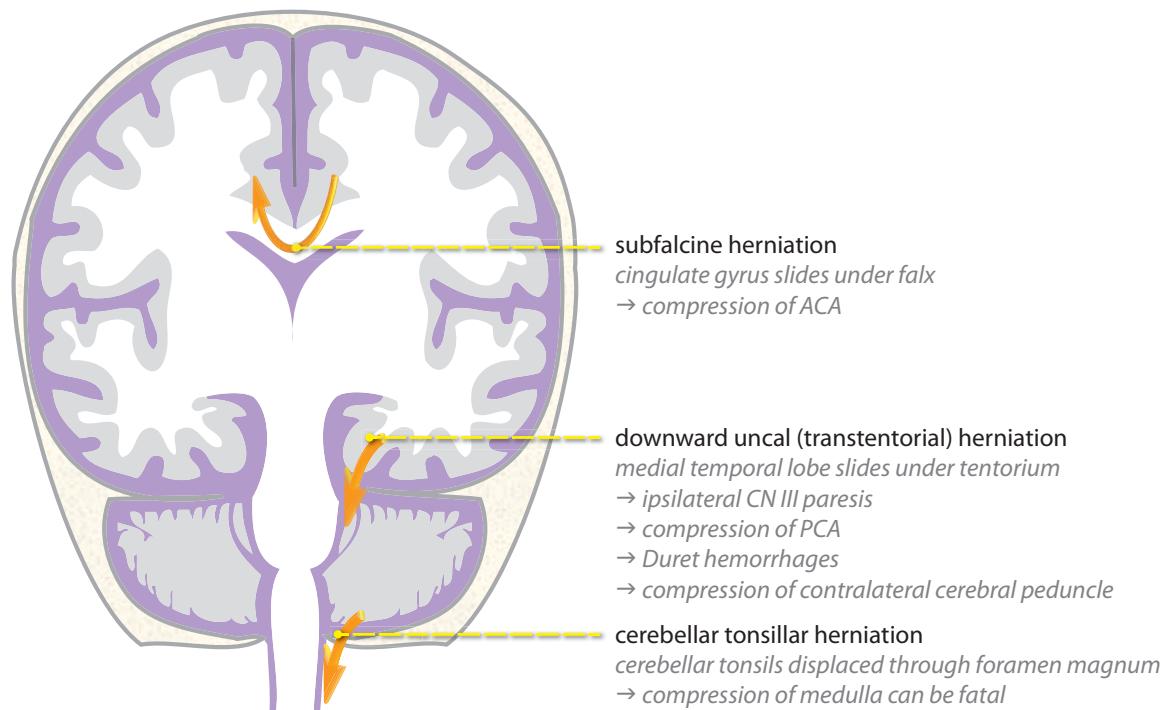 subfalcine herniation
cingulate gyrus slides under falx
→ compression of ACA
downward uncal (transtentorial) herniation
medial temporal lobe slides under tentorium
→ ipsilateral CN III paresis
→ compression of PCA
→ Duret hemorrhages
→ compression of contralateral cerebral peduncle
cerebellar tonsillar herniation
cerebellar tonsils displaced through foramen magnum
→ compression of medulla can be fatal